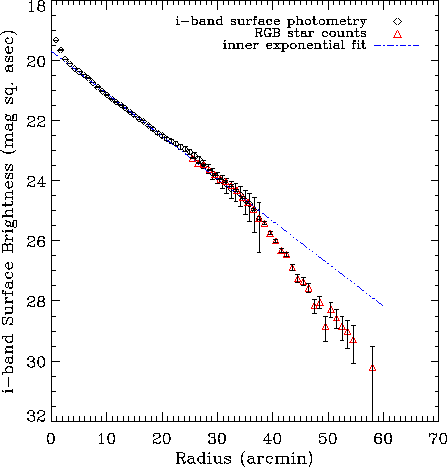 i-band surface photometry
RGB star counts
inner exponential fit
i-band Surface Brightness (mag sq. asec)
18
20
22
24
26
28
30
32
0 10 20 30 40 50 60 70
Radius (arcmin)